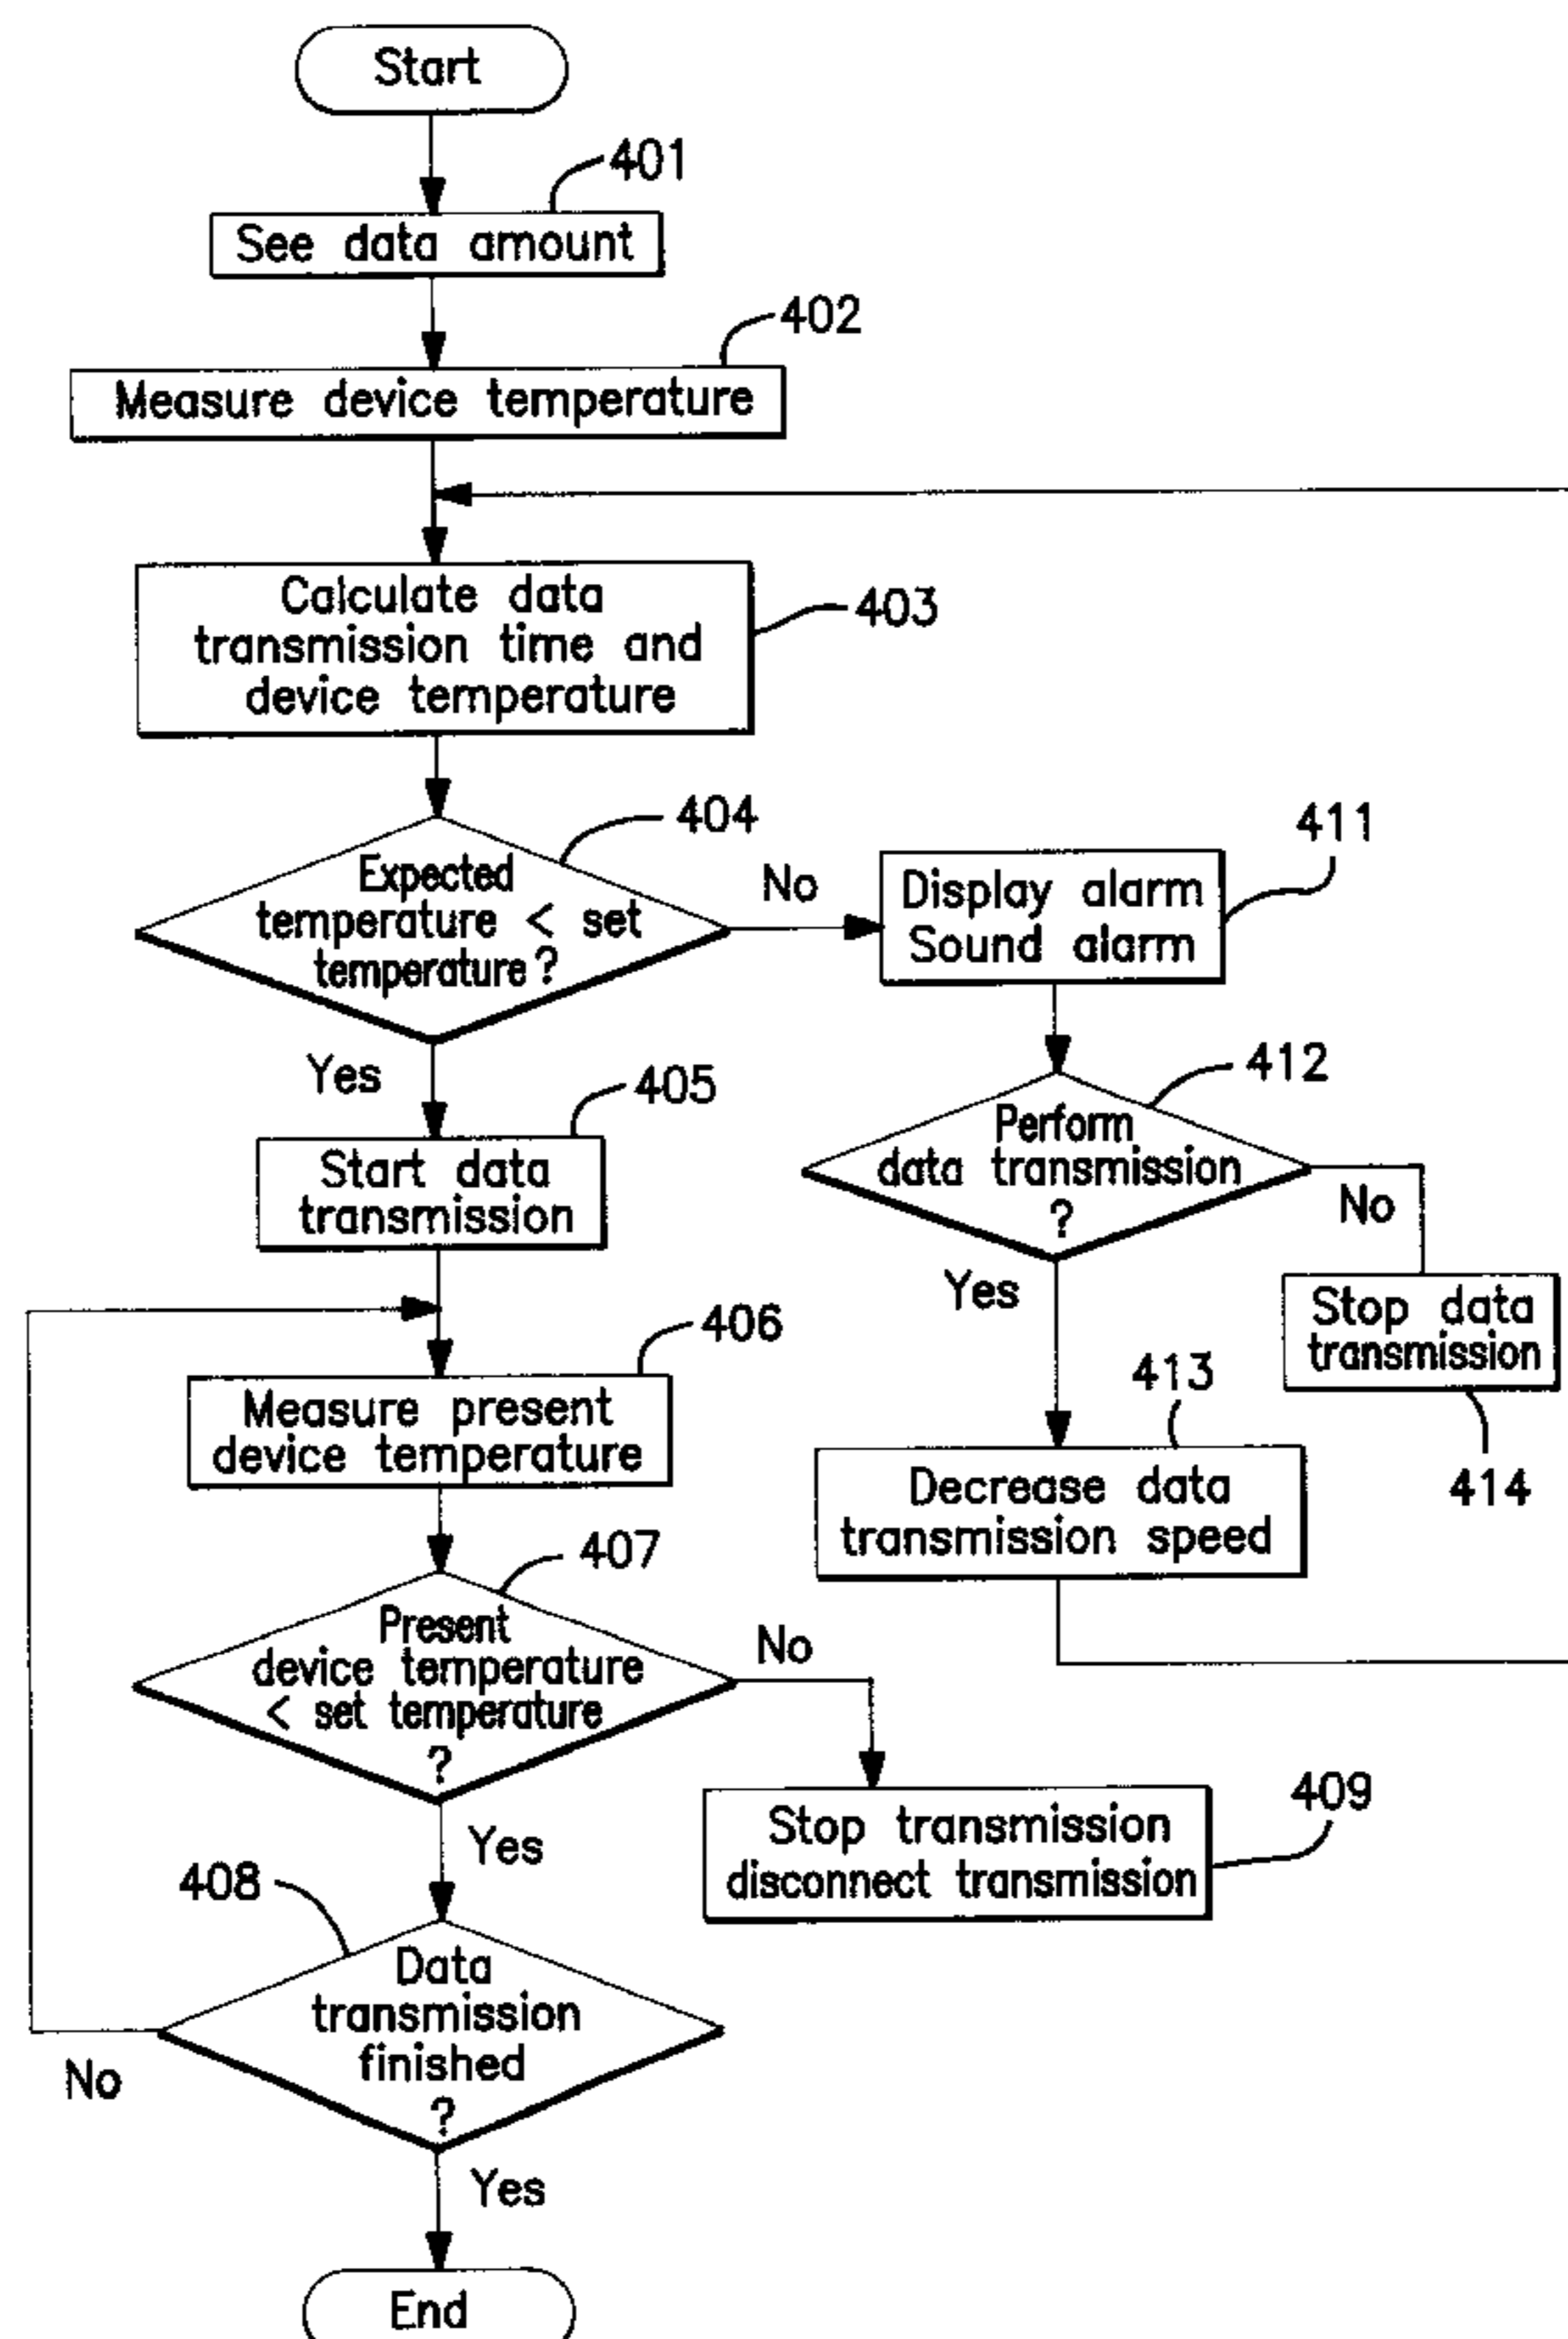 Start
401
See data amount
402
Measure device temperature
Calculate data
transmission time and
device temperature
403
404
Expected
temperature < set
temperature?
No
Yes
411
Display alarm
Sound alarm
412
Perform
data transmission
?
No
Yes
405
Start data
transmission
Stop data
transmission
414
406
Measure present
device temperature
413
Decrease data
transmission speed
407
Present
device temperature
< set temperature
?
No
Yes
409
Stop transmission
disconnect transmission
408
Data
transmission
finished
?
No
Yes
End